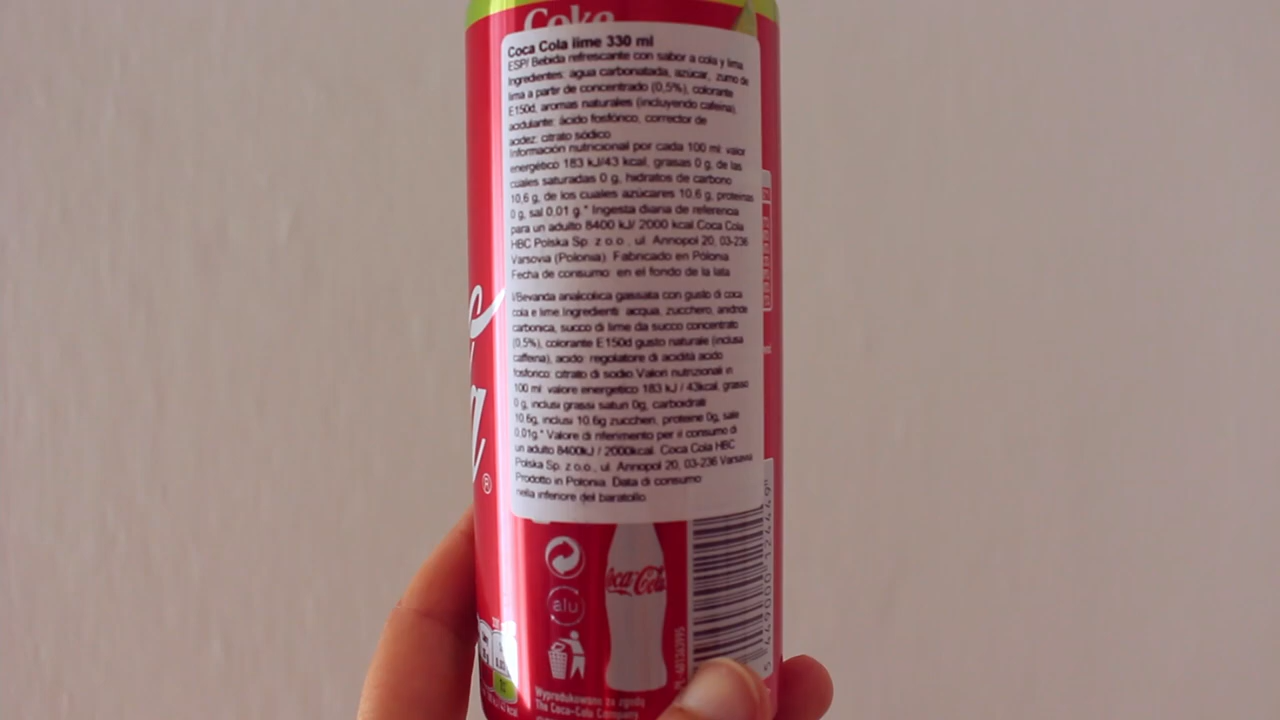 Coke
Coca Cola lime 330 ml
ESP/ Bebida refrescante con sabor a cola y lima
Ingredientes: agua carbonatada, azúcar, zumo de
lima a partir de concentrado (0,5%), colorante
E150d, aromas naturales (incluyendo cafeína),
acidulante: ácido fosfórico, corrector de
acidez: citrato sódico
Información nutricional por cada 100 ml: valor
energético 183 kJ/43 kcal, grasas 0 g, de las
cuales saturadas 0 g, hidratos de carbono
10,6 g, de los cuales azúcares 10,6 g, proteínas
0 g, sal 0,01 g.* Ingesta diaria de referencia
para un adulto 8400 kJ/ 2000 kcal.Coca Cola
HBC Polska Sp. z o.o., ul. Annopol 20, 03-236
Varsovia (Polonia). Fabricado en Pólonia
Fecha de consumo: en el fondo de la lata
I/Bevanda analcolica gassata con gusto di coca
cola e lime.Ingredienti: acqua, zucchero, anidride
carbonica, succo di lime da succo concentrato
(0,5%), colorante E150d gusto naturale (inclusa
caffeina), acido: regolatore di acidità acido
fosforico: citrato di sodio Valori nutrizionali in
100 ml: valore energetico 183 kJ / 43kcal, grasso
0 g, inclusi grassi saturi 0g, carboidrati
10.6g, inclusi 10.6g zuccheri, proteine 0g, sale
0,01g.* Valore di riferimento per il consumo di
un adulto 8400kJ / 2000kcal. Coca Cola HBC
Polska Sp. z o.o., ul. Annopol 20, 03-236 Varsavia
Prodotto in Polonia. Data di consumo
nella inferiore del barattolo.
®
alu
Coca-Cola
5 449000 124449
Wyprodukowano za zgodą
The Coca-Cola Company